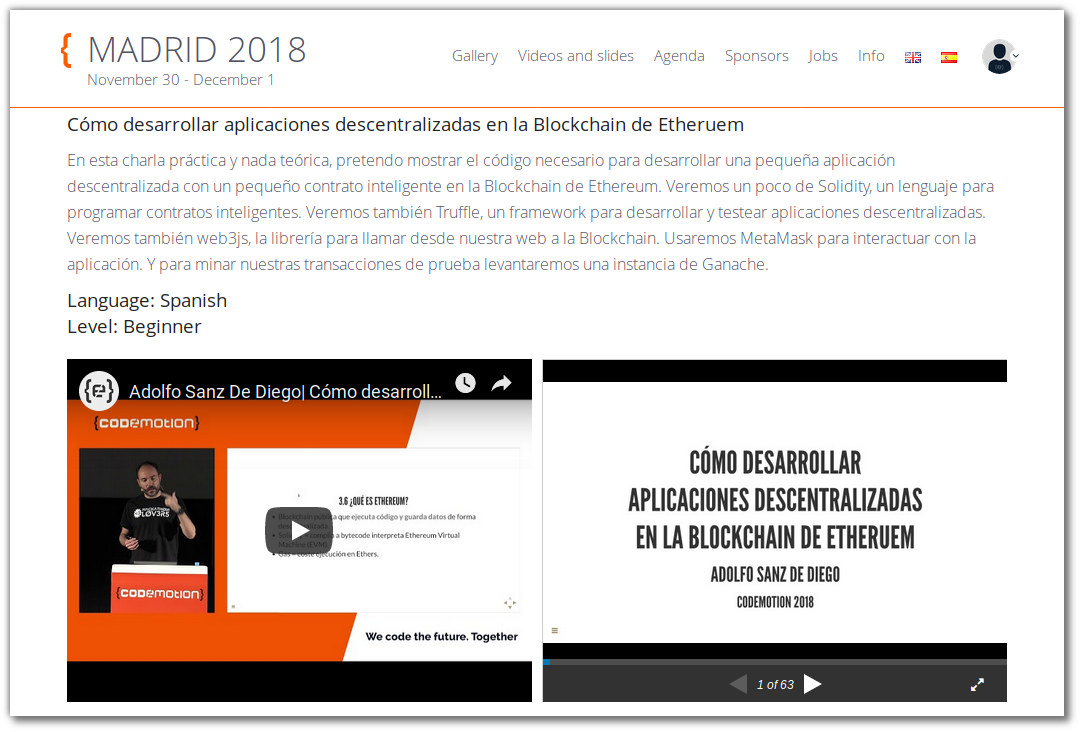 MADRID 2018
November 30 - December 1
Gallery Videos and slides Agenda Sponsors Jobs Info
Cómo desarrollar aplicaciones descentralizadas en la Blockchain de Etheruem
En esta charla práctica y nada teórica, pretendo mostrar el código necesario para desarrollar una pequeña aplicación
descentralizada con un pequeño contrato inteligente en la Blockchain de Ethereum. Veremos un poco de Solidity, un lenguaje para
programar contratos inteligentes. Veremos también Truffle, un framework para desarrollar y testear aplicaciones descentralizadas.
Veremos también web3js, la librería para llamar desde nuestra web a la Blockchain. Usaremos MetaMask para interactuar con la
aplicación. Y para minar nuestras transacciones de prueba levantaremos una instancia de Ganache.
Language: Spanish
Level: Beginner
Adolfo Sanz De Diego| Cómo desarroll...
{CODEMOTION}
3.6 ¿QUÉ ES ETHEREUM?
Blockchain pública que ejecuta código y guarda datos de forma
a bytecode interpreta Ethereum Virtual
Machine (EVM).
Gas = coste ejecución en Ethers.
HACKATHON
LOV3RS
{CODEMOTION}
We code the future. Together
CÓMO DESARROLLAR
APLICACIONES DESCENTRALIZADAS
EN LA BLOCKCHAIN DE ETHERUEM
ADOLFO SANZ DE DIEGO
CODEMOTION 2018
1 of 63